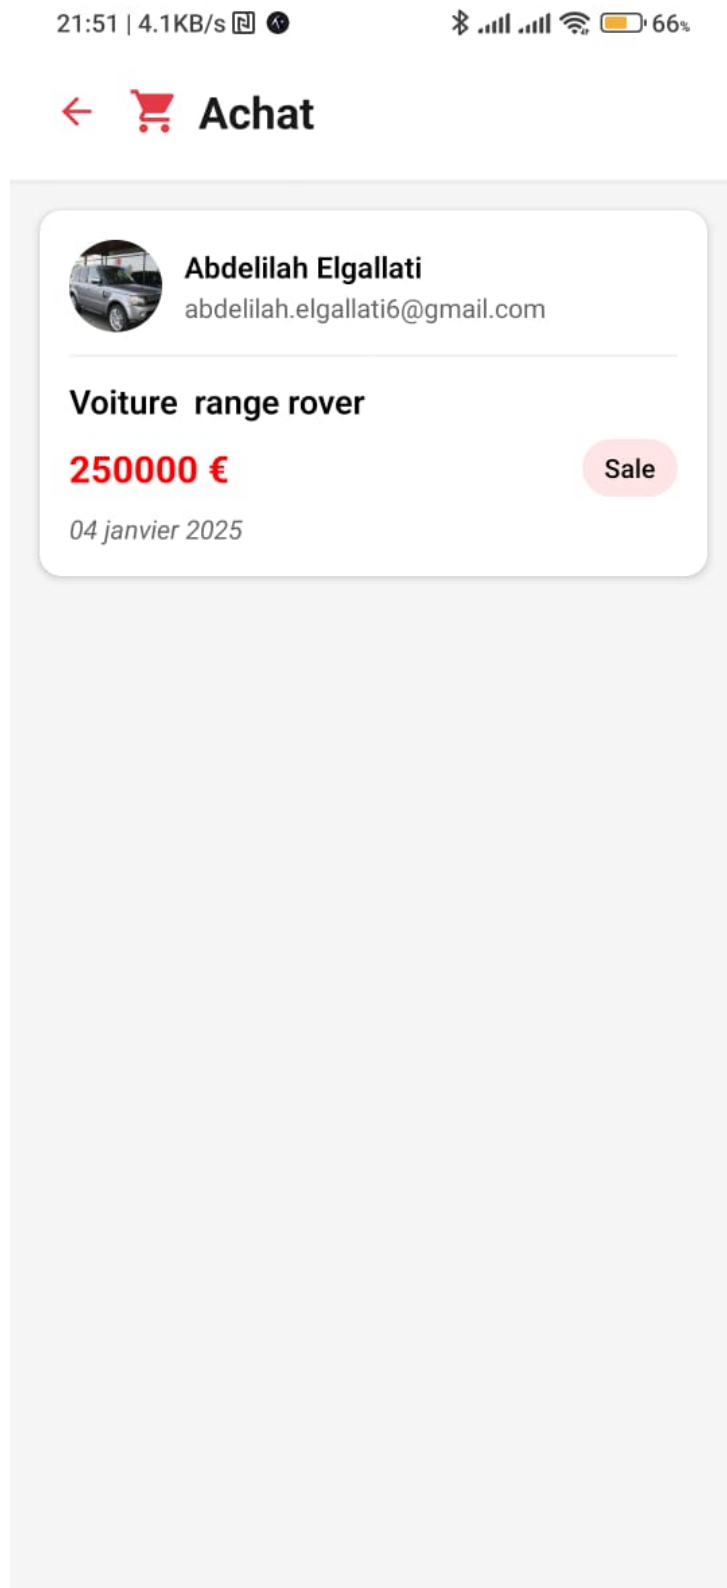 21:51 | 4.1KB/s 66%
Achat
Abdelilah Elgallati
abdelilah.elgallati6@gmail.com
Voiture  range rover
250000 €
Sale
04 janvier 2025